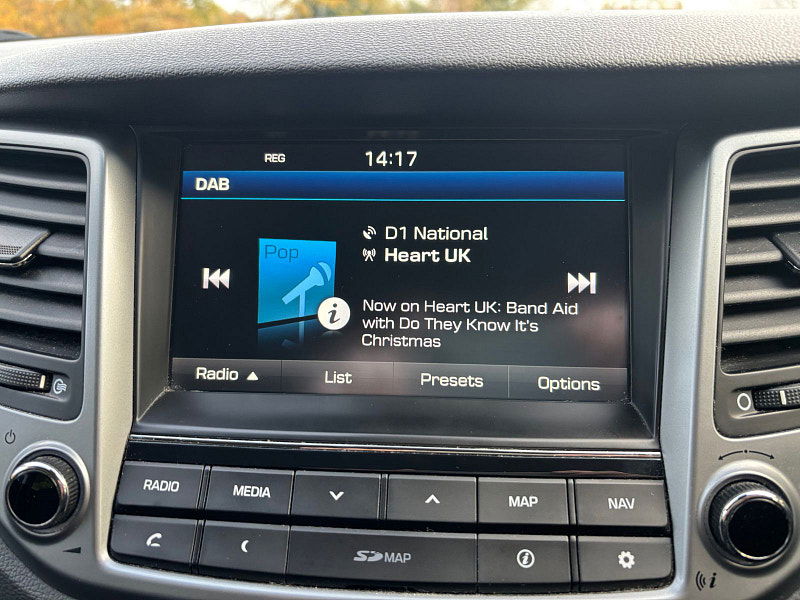 REG 14:17
DAB
D1 National
Pop
Heart UK
i
Now on Heart UK: Band Aid
with Do They Know It's
Christmas
Radio ▲ List Presets Options
RADIO MEDIA MAP NAV
SD MAP i
i